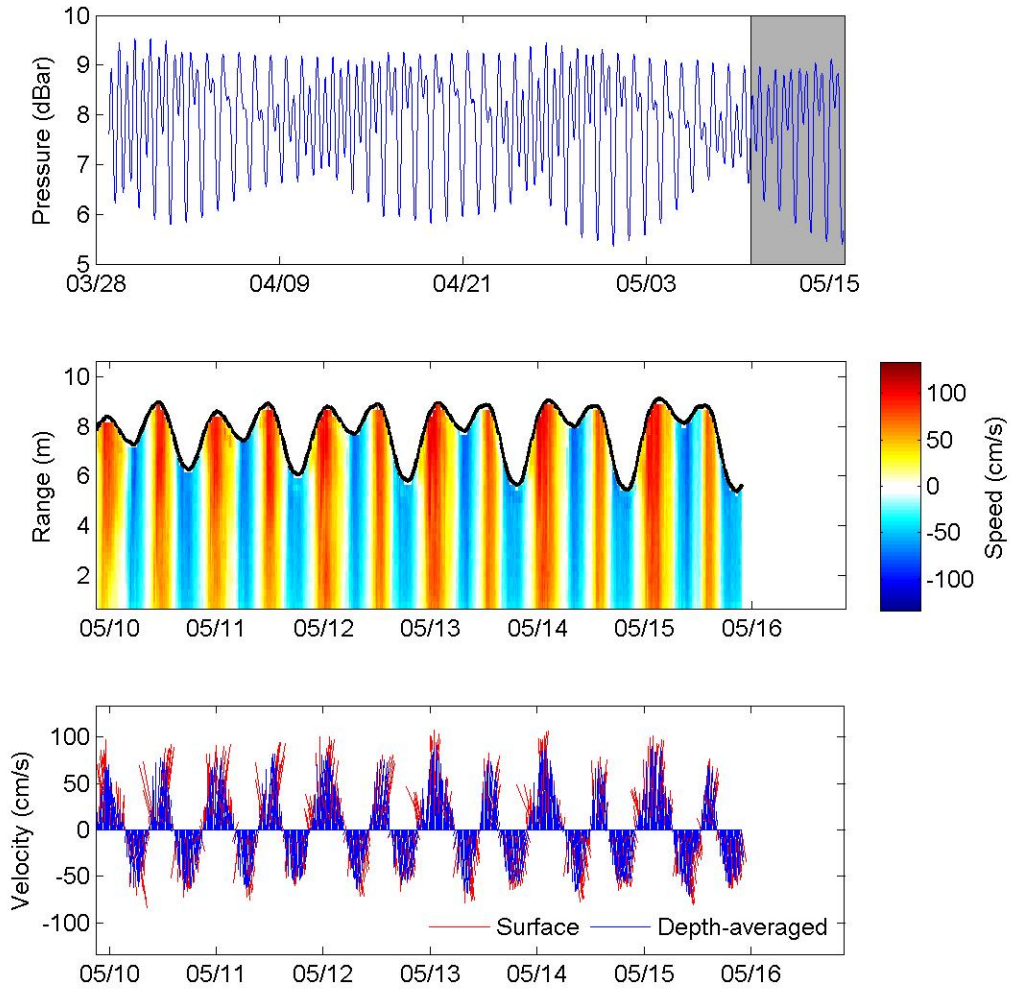 10
9
8
7
6
5
Pressure (dBar)
03/28 04/09 04/21 05/03 05/15
10
8
6
4
2
Range (m)
05/10 05/11 05/12 05/13 05/14 05/15 05/16
100
50
0
-50
-100
Speed (cm/s)
100
50
0
-50
-100
Velocity (cm/s)
Surface Depth-averaged
05/10 05/11 05/12 05/13 05/14 05/15 05/16